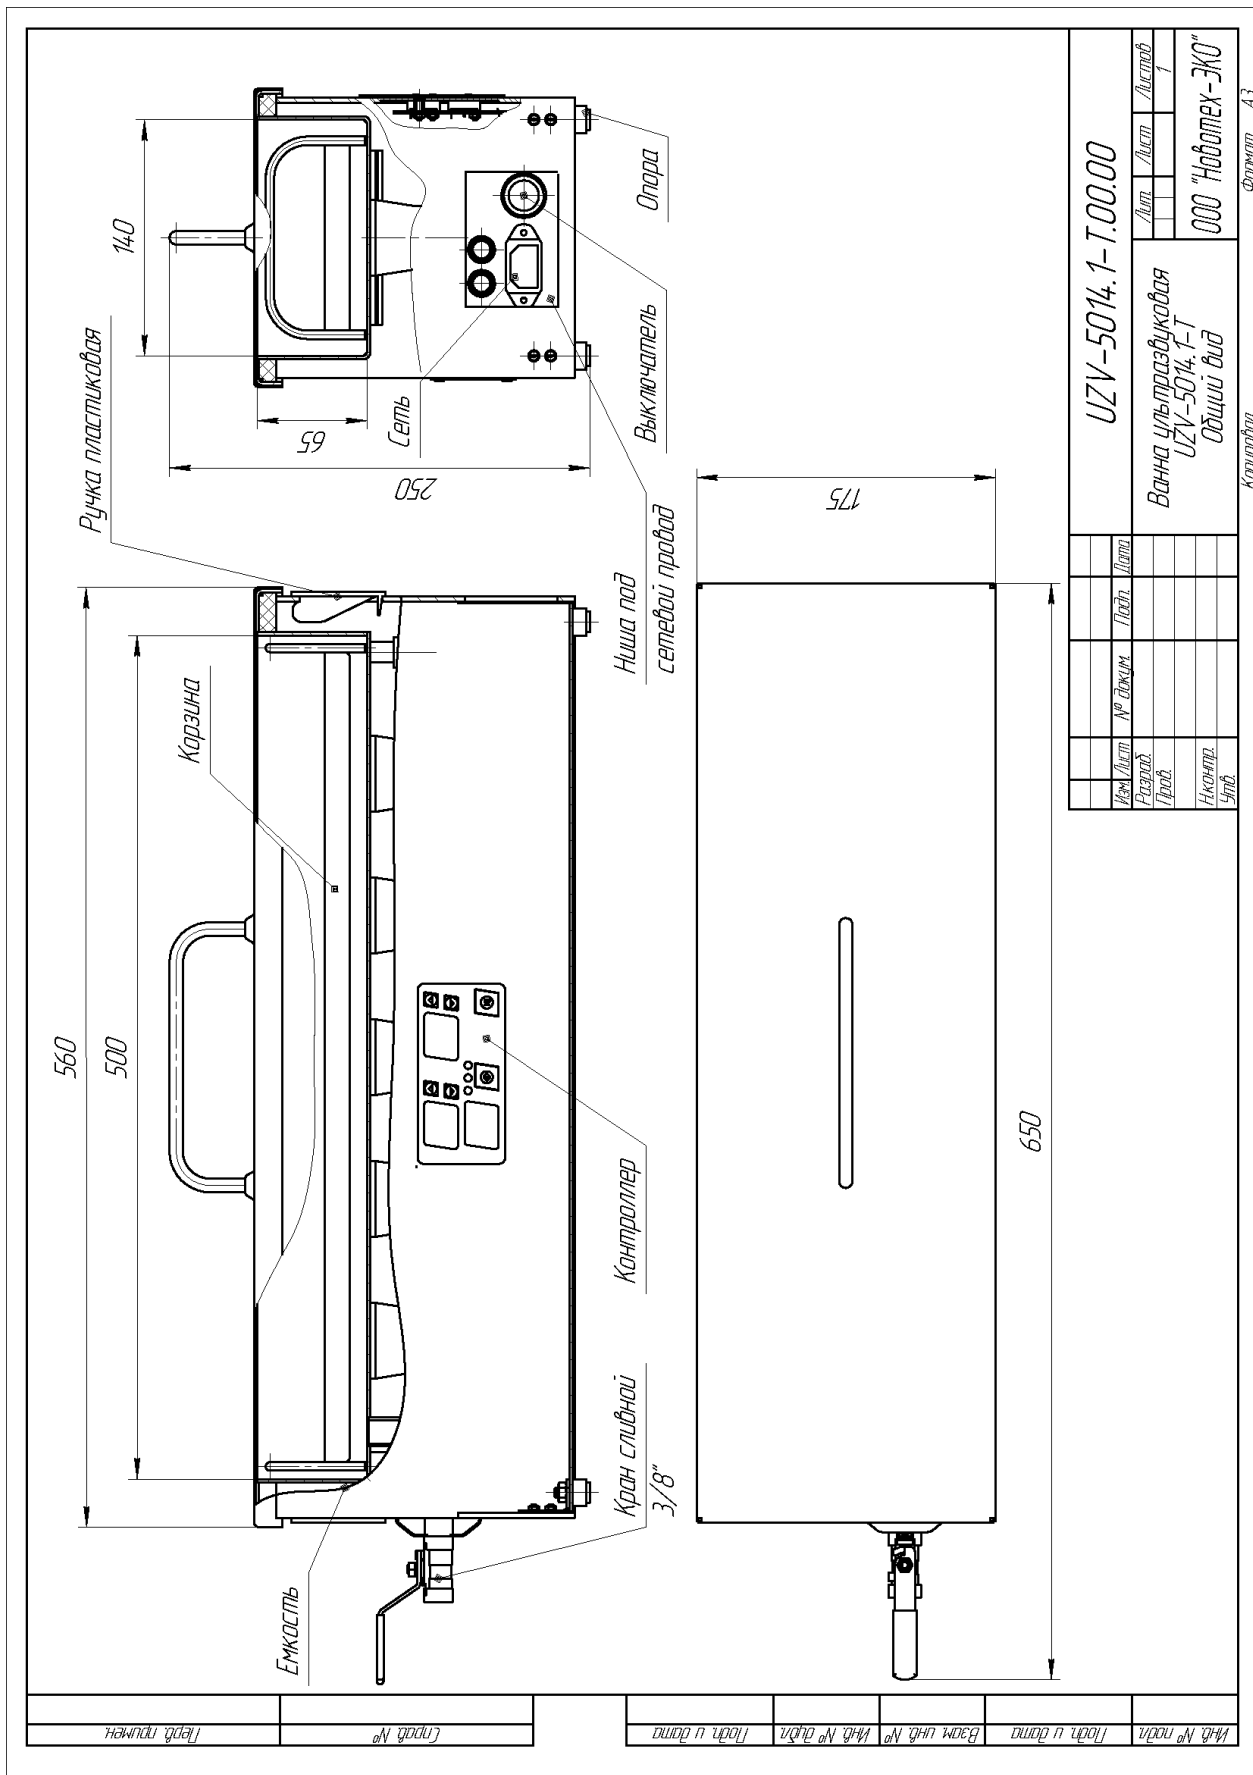 Перв. примен.
Справ. №
Подп. и дата
Инв. № дубл.
Взам. инв. №
Подп. и дата
Инв. № подл.
560
500
Корзина
Ручка пластиковая
Емкость
Кран сливной
3/8"
Контроллер
Ниша под
сетевой провод
140
65
250
Сеть
Выключатель
Опора
175
650
UZV-5014.1-Т.00.00
Изм. Лист № докум. Подп. Дата
Разраб.
Пров.
Н.контр.
Утв.
Ванна ультразвуковая
UZV-5014.1-Т
Общий вид
Лит. Лист Листов
1
ООО "Новотех-ЭКО"
Копировал
Формат А3